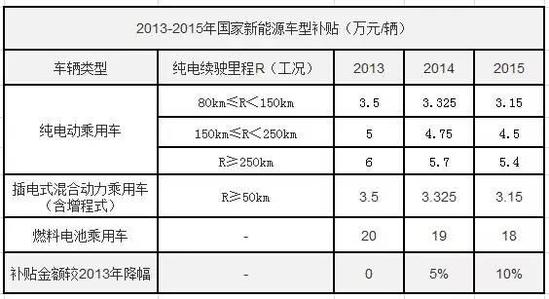 2013-2015年国家新能源车型补贴（万元/辆）
车辆类型 纯电续驶里程R（工况） 2013 2014 2015
纯电动乘用车 80km≤R＜150km 3.5 3.325 3.15
150km≤R＜250km 5 4.75 4.5
R≥250km 6 5.7 5.4
插电式混合动力乘用车
（含增程式） R≥50km 3.5 3.325 3.15
燃料电池乘用车 - 20 19 18
补贴金额较2013年降幅 - 0 5% 10%